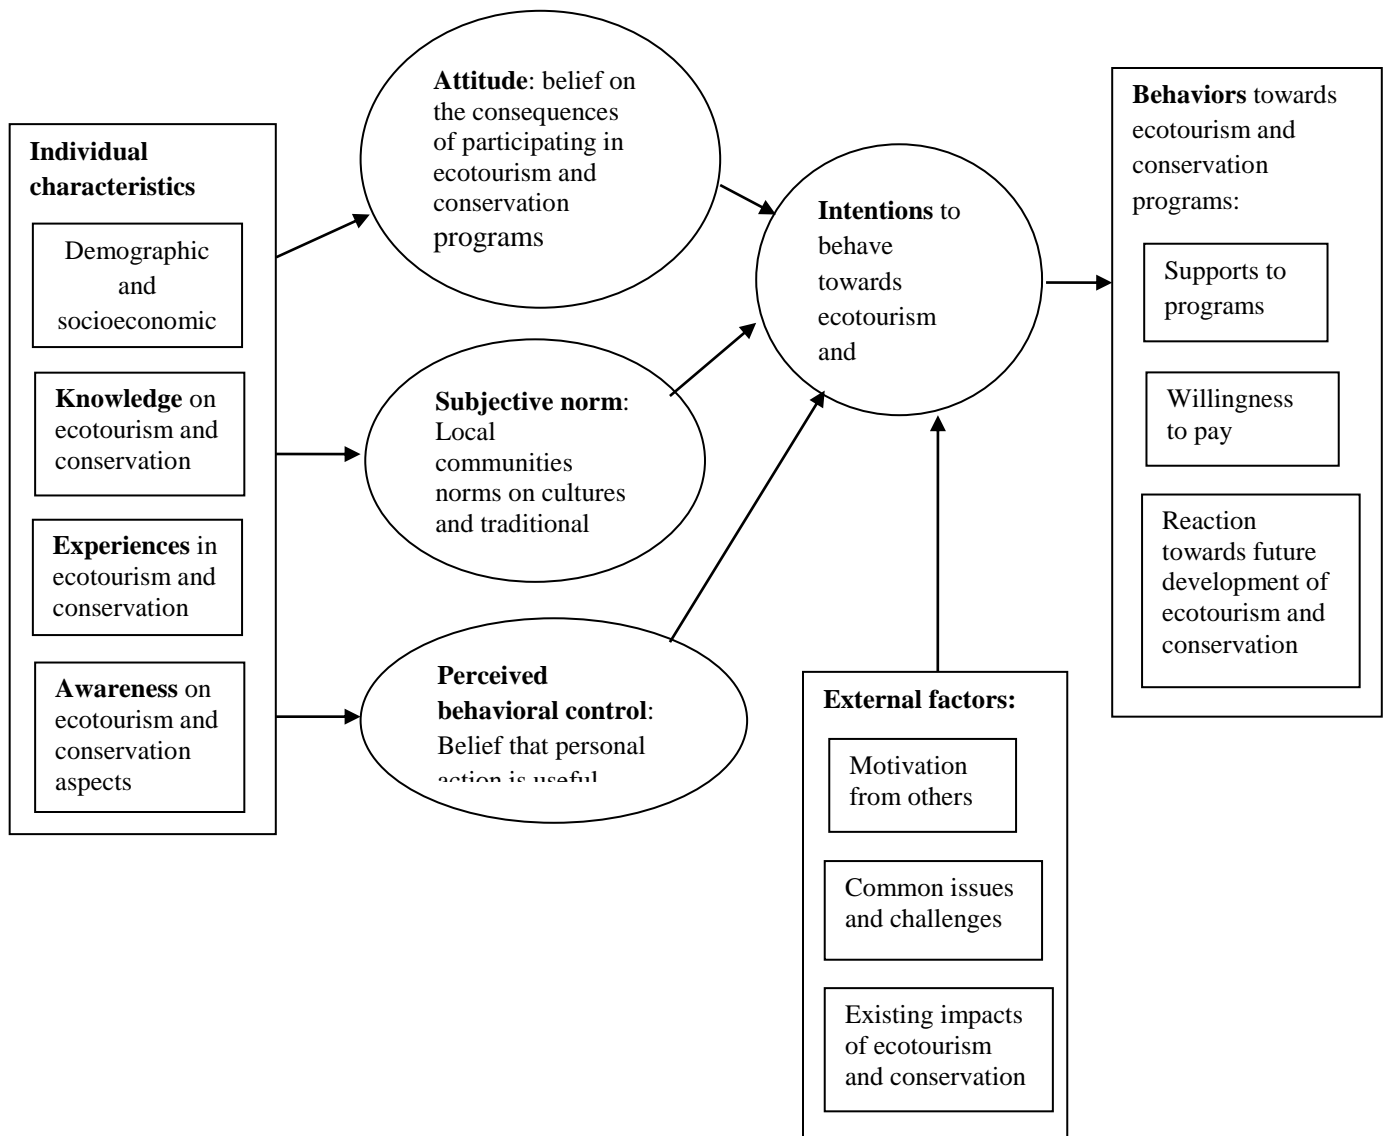 Individual
characteristics
Demographic
and
socioeconomic
Knowledge on
ecotourism and
conservation
Experiences in
ecotourism and
conservation
Awareness on
ecotourism and
conservation
aspects
Attitude: belief on
the consequences
of participating in
ecotourism and
conservation
programs
Subjective norm:
Local
communities
norms on cultures
and traditional
Perceived
behavioral control:
Belief that personal
action is useful
Intentions to
behave
towards
ecotourism
and
External factors:
Motivation
from others
Common issues
and challenges
Existing impacts
of ecotourism
and conservation
Behaviors towards
ecotourism and
conservation
programs:
Supports to
programs
Willingness
to pay
Reaction
towards future
development of
ecotourism and
conservation